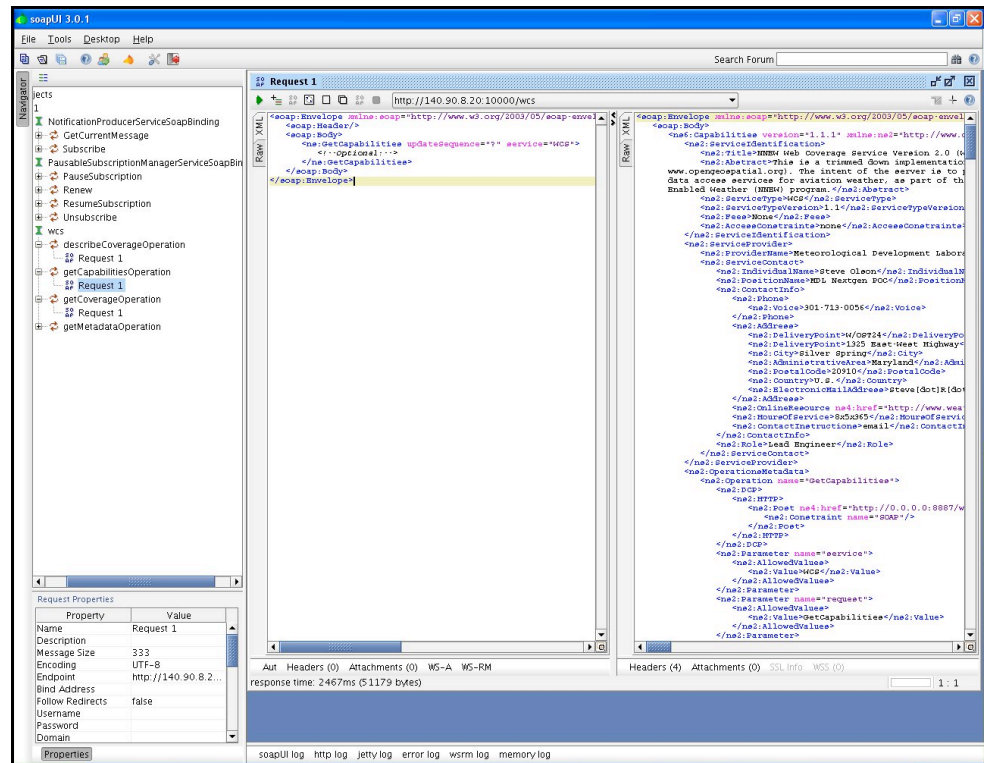 soapUI 3.0.1
File Tools Desktop Help
Search Forum
Navigator
jects
1
NotificationProducerServiceSoapBinding
GetCurrentMessage
Subscribe
PausableSubscriptionManagerServiceSoapBin
PauseSubscription
Renew
ResumeSubscription
Unsubscribe
wcs
describeCoverageOperation
Request 1
getCapabilitiesOperation
Request 1
getCoverageOperation
Request 1
getMetadataOperation
Request Properties
Property Value
Name Request 1
Description
Message Size 333
Encoding UTF-8
Endpoint http://140.90.8.2...
Bind Address
Follow Redirects false
Username
Password
Domain
Properties
Request 1
http://140.90.8.20:10000/wcs
XML
Raw
<soap:Envelope xmlns:soap="http://www.w3.org/2003/05/soap-envel
<soap:Header/>
<soap:Body>
<ns:GetCapabilities updateSequence="?" service="WCS">
<!--Optional:-->
</ns:GetCapabilities>
</soap:Body>
</soap:Envelope>
Aut Headers (0) Attachments (0) WS-A WS-RM
response time: 2467ms (51179 bytes)
XML
Raw
<soap:Envelope xmlns:soap="http://www.w3.org/2003/05/soap-envel
<soap:Body>
<ns6:Capabilities version="1.1.1" xmlns:ns2="http://www.o
<ns2:ServiceIdentification>
<ns2:Title>NNEW Web Coverage Service Version 2.0 (W
<ns2:Abstract>This is a trimmed down implementatio
www.opengeospatial.org). The intent of the server is to p
data access services for aviation weather, as part of th
Enabled Weather (NNEW) program.</ns2:Abstract>
<ns2:ServiceType>WCS</ns2:ServiceType>
<ns2:ServiceTypeVersion>1.1</ns2:ServiceTypeVersion
<ns2:Fees>None</ns2:Fees>
<ns2:AccessConstraints>none</ns2:AccessConstraints>
</ns2:ServiceIdentification>
<ns2:ServiceProvider>
<ns2:ProviderName>Meteorological Development Labora
<ns2:ServiceContact>
<ns2:IndividualName>Steve Olson</ns2:IndividualN
<ns2:PositionName>MDL Nextgen POC</ns2:PositionN
<ns2:ContactInfo>
<ns2:Phone>
<ns2:Voice>301-713-0056</ns2:Voice>
</ns2:Phone>
<ns2:Address>
<ns2:DeliveryPoint>W/OST24</ns2:DeliveryPo
<ns2:DeliveryPoint>1325 East-West Highway<
<ns2:City>Silver Spring</ns2:City>
<ns2:AdministrativeArea>Maryland</ns2:Admi
<ns2:PostalCode>20910</ns2:PostalCode>
<ns2:Country>U.S.</ns2:Country>
<ns2:ElectronicMailAddress>Steve[dot]R[dot
</ns2:Address>
<ns2:OnlineResource ns4:href="http://www.wea
<ns2:HoursOfService>8x5x365</ns2:HoursOfServic
<ns2:ContactInstructions>email</ns2:ContactI
</ns2:ContactInfo>
<ns2:Role>Lead Engineer</ns2:Role>
</ns2:ServiceContact>
</ns2:ServiceProvider>
<ns2:OperationsMetadata>
<ns2:Operation name="GetCapabilities">
<ns2:DCP>
<ns2:HTTP>
<ns2:Post ns4:href="http://0.0.0.0:8887/w
<ns2:Constraint name="SOAP"/>
</ns2:Post>
</ns2:HTTP>
</ns2:DCP>
<ns2:Parameter name="service">
<ns2:AllowedValues>
<ns2:Value>WCS</ns2:Value>
</ns2:AllowedValues>
</ns2:Parameter>
<ns2:Parameter name="request">
<ns2:AllowedValues>
<ns2:Value>GetCapabilities</ns2:Value>
</ns2:AllowedValues>
</ns2:Parameter>
Headers (4) Attachments (0) SSL Info WSS (0)
1 : 1
soapUI log http log jetty log error log wsrm log memory log